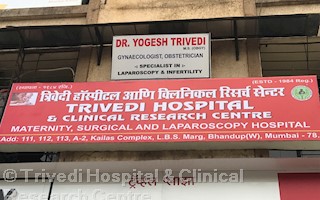 DR. YOGESH TRIVEDI
M.D. (OBGY)
GYNAECOLOGIST, OBSTETRICIAN
SPECIALIST IN
LAPAROSCOPY & INFERTILITY
(ESTD - 1984 Reg.)
त्रिवेदी हॉस्पीटल आणि क्लिनिकल रिसर्च सेन्टर
TRIVEDI HOSPITAL
& CLINICAL RESEARCH CENTRE
MATERNITY, SURGICAL AND LAPAROSCOPY HOSPITAL
Add: 111, 112, 113, A-2, Kailas Complex, L.B.S. Marg, Bhandup(W), Mumbai - 78.
© Trivedi Hospital & Clinical
Research Centre